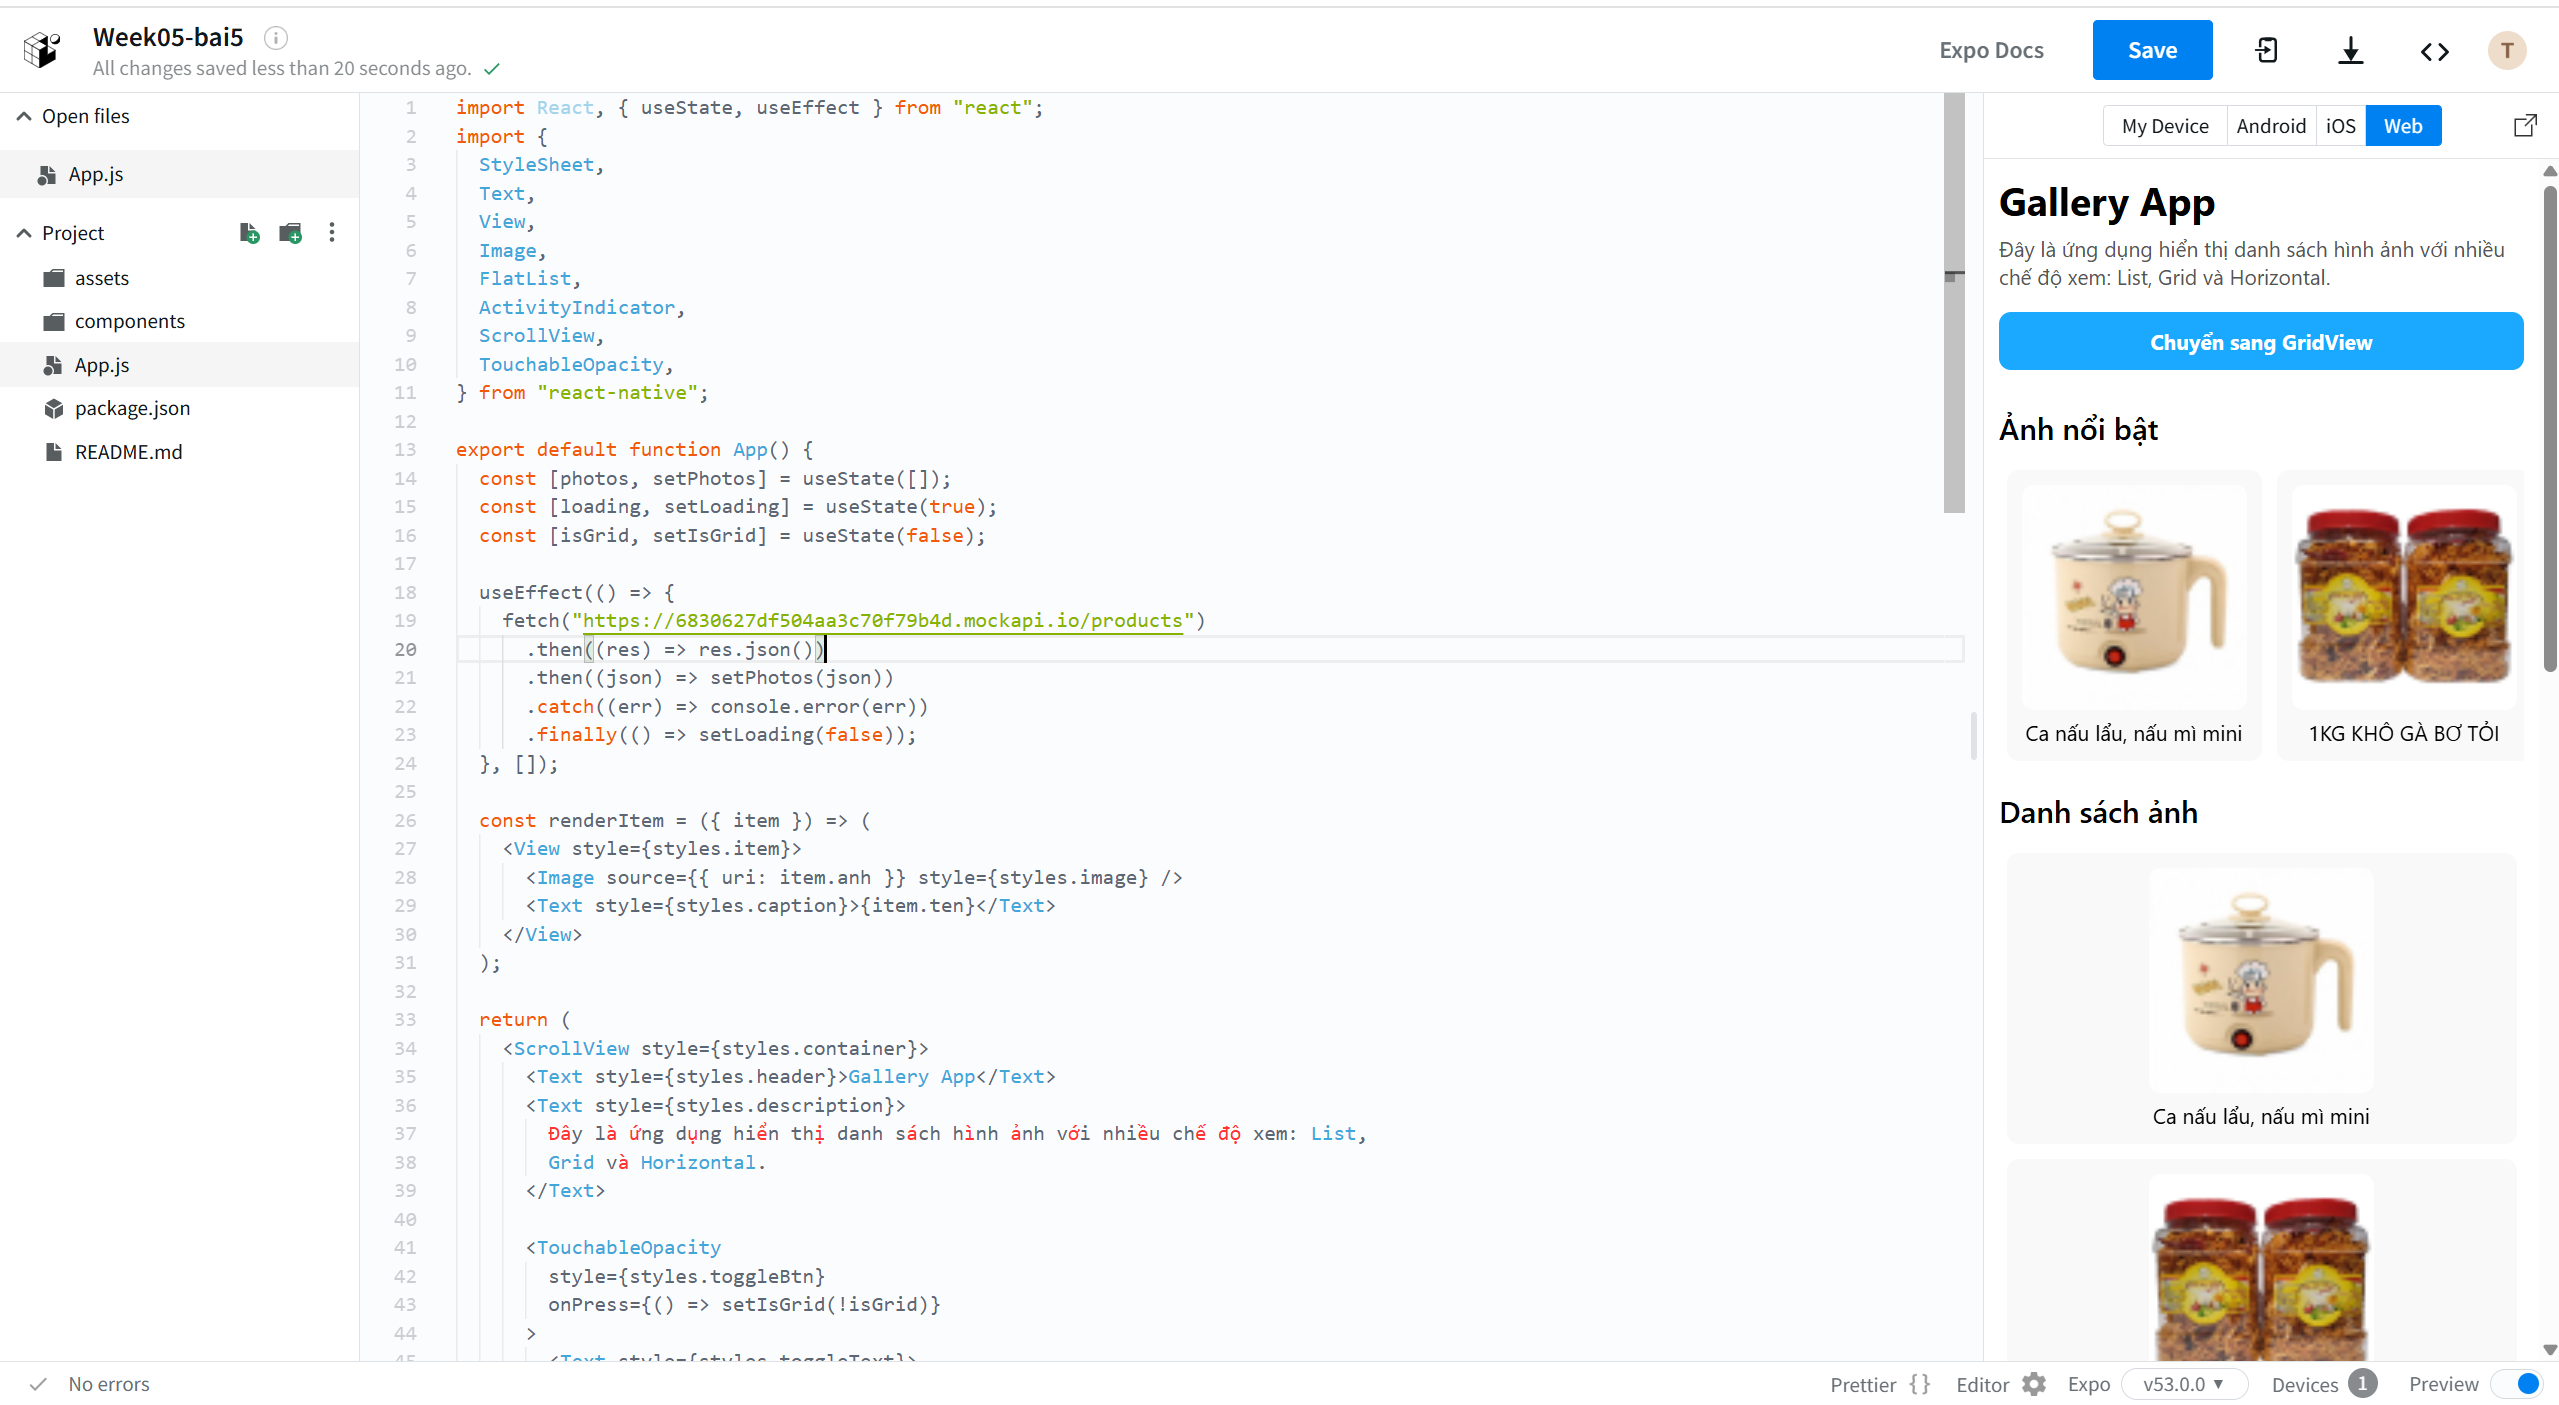 Week05-bai5
All changes saved less than 20 seconds ago.
Expo Docs
Save
T
Open files
App.js
Project
assets
components
App.js
package.json
README.md
1 import React, { useState, useEffect } from "react";
2 import {
3 StyleSheet,
4 Text,
5 View,
6 Image,
7 FlatList,
8 ActivityIndicator,
9 ScrollView,
10 TouchableOpacity,
11 } from "react-native";
12
13 export default function App() {
14 const [photos, setPhotos] = useState([]);
15 const [loading, setLoading] = useState(true);
16 const [isGrid, setIsGrid] = useState(false);
17
18 useEffect(() => {
19 fetch("https://6830627df504aa3c70f79b4d.mockapi.io/products")
20 .then((res) => res.json())
21 .then((json) => setPhotos(json))
22 .catch((err) => console.error(err))
23 .finally(() => setLoading(false));
24 }, []);
25
26 const renderItem = ({ item }) => (
27 <View style={styles.item}>
28 <Image source={{ uri: item.anh }} style={styles.image} />
29 <Text style={styles.caption}>{item.ten}</Text>
30 </View>
31 );
32
33 return (
34 <ScrollView style={styles.container}>
35 <Text style={styles.header}>Gallery App</Text>
36 <Text style={styles.description}>
37 Đây là ứng dụng hiển thị danh sách hình ảnh với nhiều chế độ xem: List,
38 Grid và Horizontal.
39 </Text>
40
41 <TouchableOpacity
42 style={styles.toggleBtn}
43 onPress={() => setIsGrid(!isGrid)}
44 >
45 <Text style={styles.toggleText}>
My Device
Android
iOS
Web
Gallery App
Đây là ứng dụng hiển thị danh sách hình ảnh với nhiều
chế độ xem: List, Grid và Horizontal.
Chuyển sang GridView
Ảnh nổi bật
Ca nấu lẩu, nấu mì mini
1KG KHÔ GÀ BƠ TỎI
Danh sách ảnh
Ca nấu lẩu, nấu mì mini
No errors
Prettier {}
Editor
Expo
v53.0.0
Devices 1
Preview